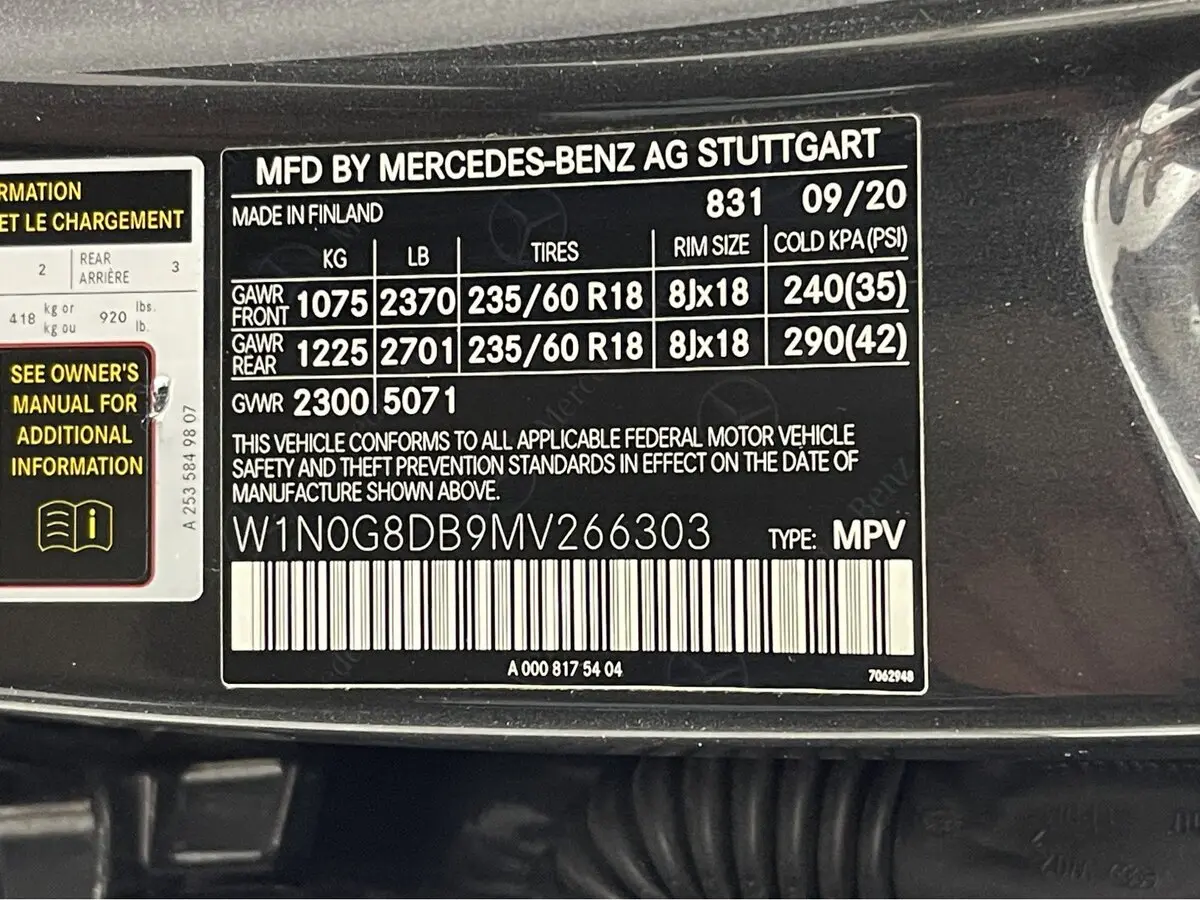 RMATION
ET LE CHARGEMENT
2 REAR ARRIÈRE 3
418 kg or kg ou 920 lbs. lb.
SEE OWNER'S
MANUAL FOR
ADDITIONAL
INFORMATION
A 253 584 98 07
MFD BY MERCEDES-BENZ AG STUTTGART
MADE IN FINLAND 831 09/20
KG LB TIRES RIM SIZE COLD KPA(PSI)
GAWR FRONT 1075 2370 235/60 R18 8Jx18 240(35)
GAWR REAR 1225 2701 235/60 R18 8Jx18 290(42)
GVWR 2300 5071
THIS VEHICLE CONFORMS TO ALL APPLICABLE FEDERAL MOTOR VEHICLE
SAFETY AND THEFT PREVENTION STANDARDS IN EFFECT ON THE DATE OF
MANUFACTURE SHOWN ABOVE.
W1N0G8DB9MV266303 TYPE: MPV
A 000 817 54 04
7062948